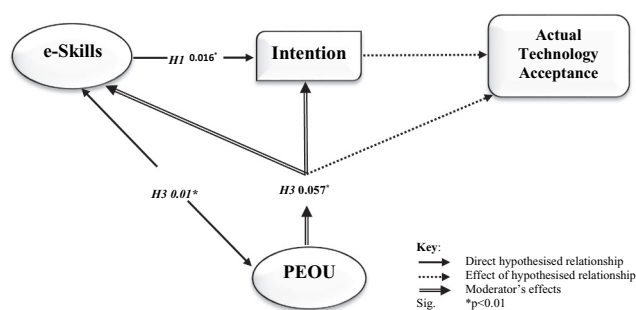 e-Skills
H1 0.016*
Intention
Actual
Technology
Acceptance
H3 0.01*
H3 0.057*
PEOU
Key:
Direct hypothesised relationship
Effect of hypothesised relationship
Moderator's effects
Sig. *p<0.01